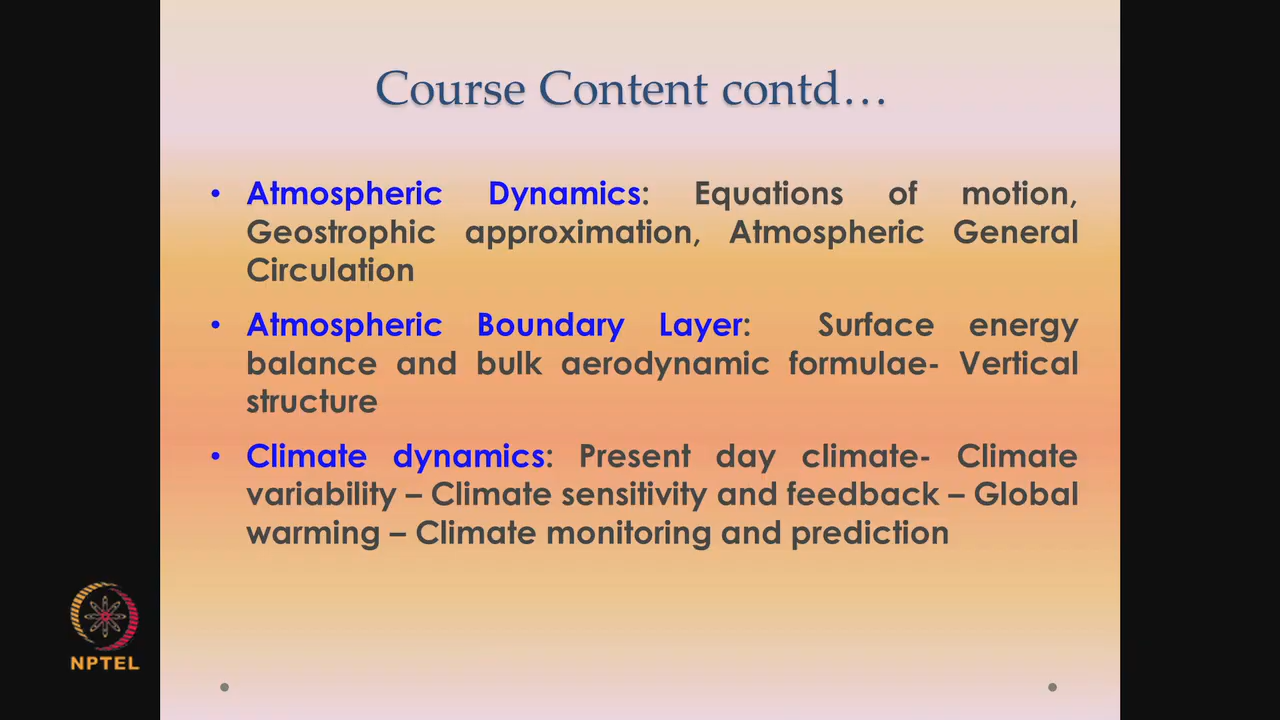 Course Content contd...
• Atmospheric Dynamics: Equations of motion,
Geostrophic approximation, Atmospheric General
Circulation
• Atmospheric Boundary Layer: Surface energy
balance and bulk aerodynamic formulae- Vertical
structure
• Climate dynamics: Present day climate- Climate
variability – Climate sensitivity and feedback – Global
warming – Climate monitoring and prediction
NPTEL